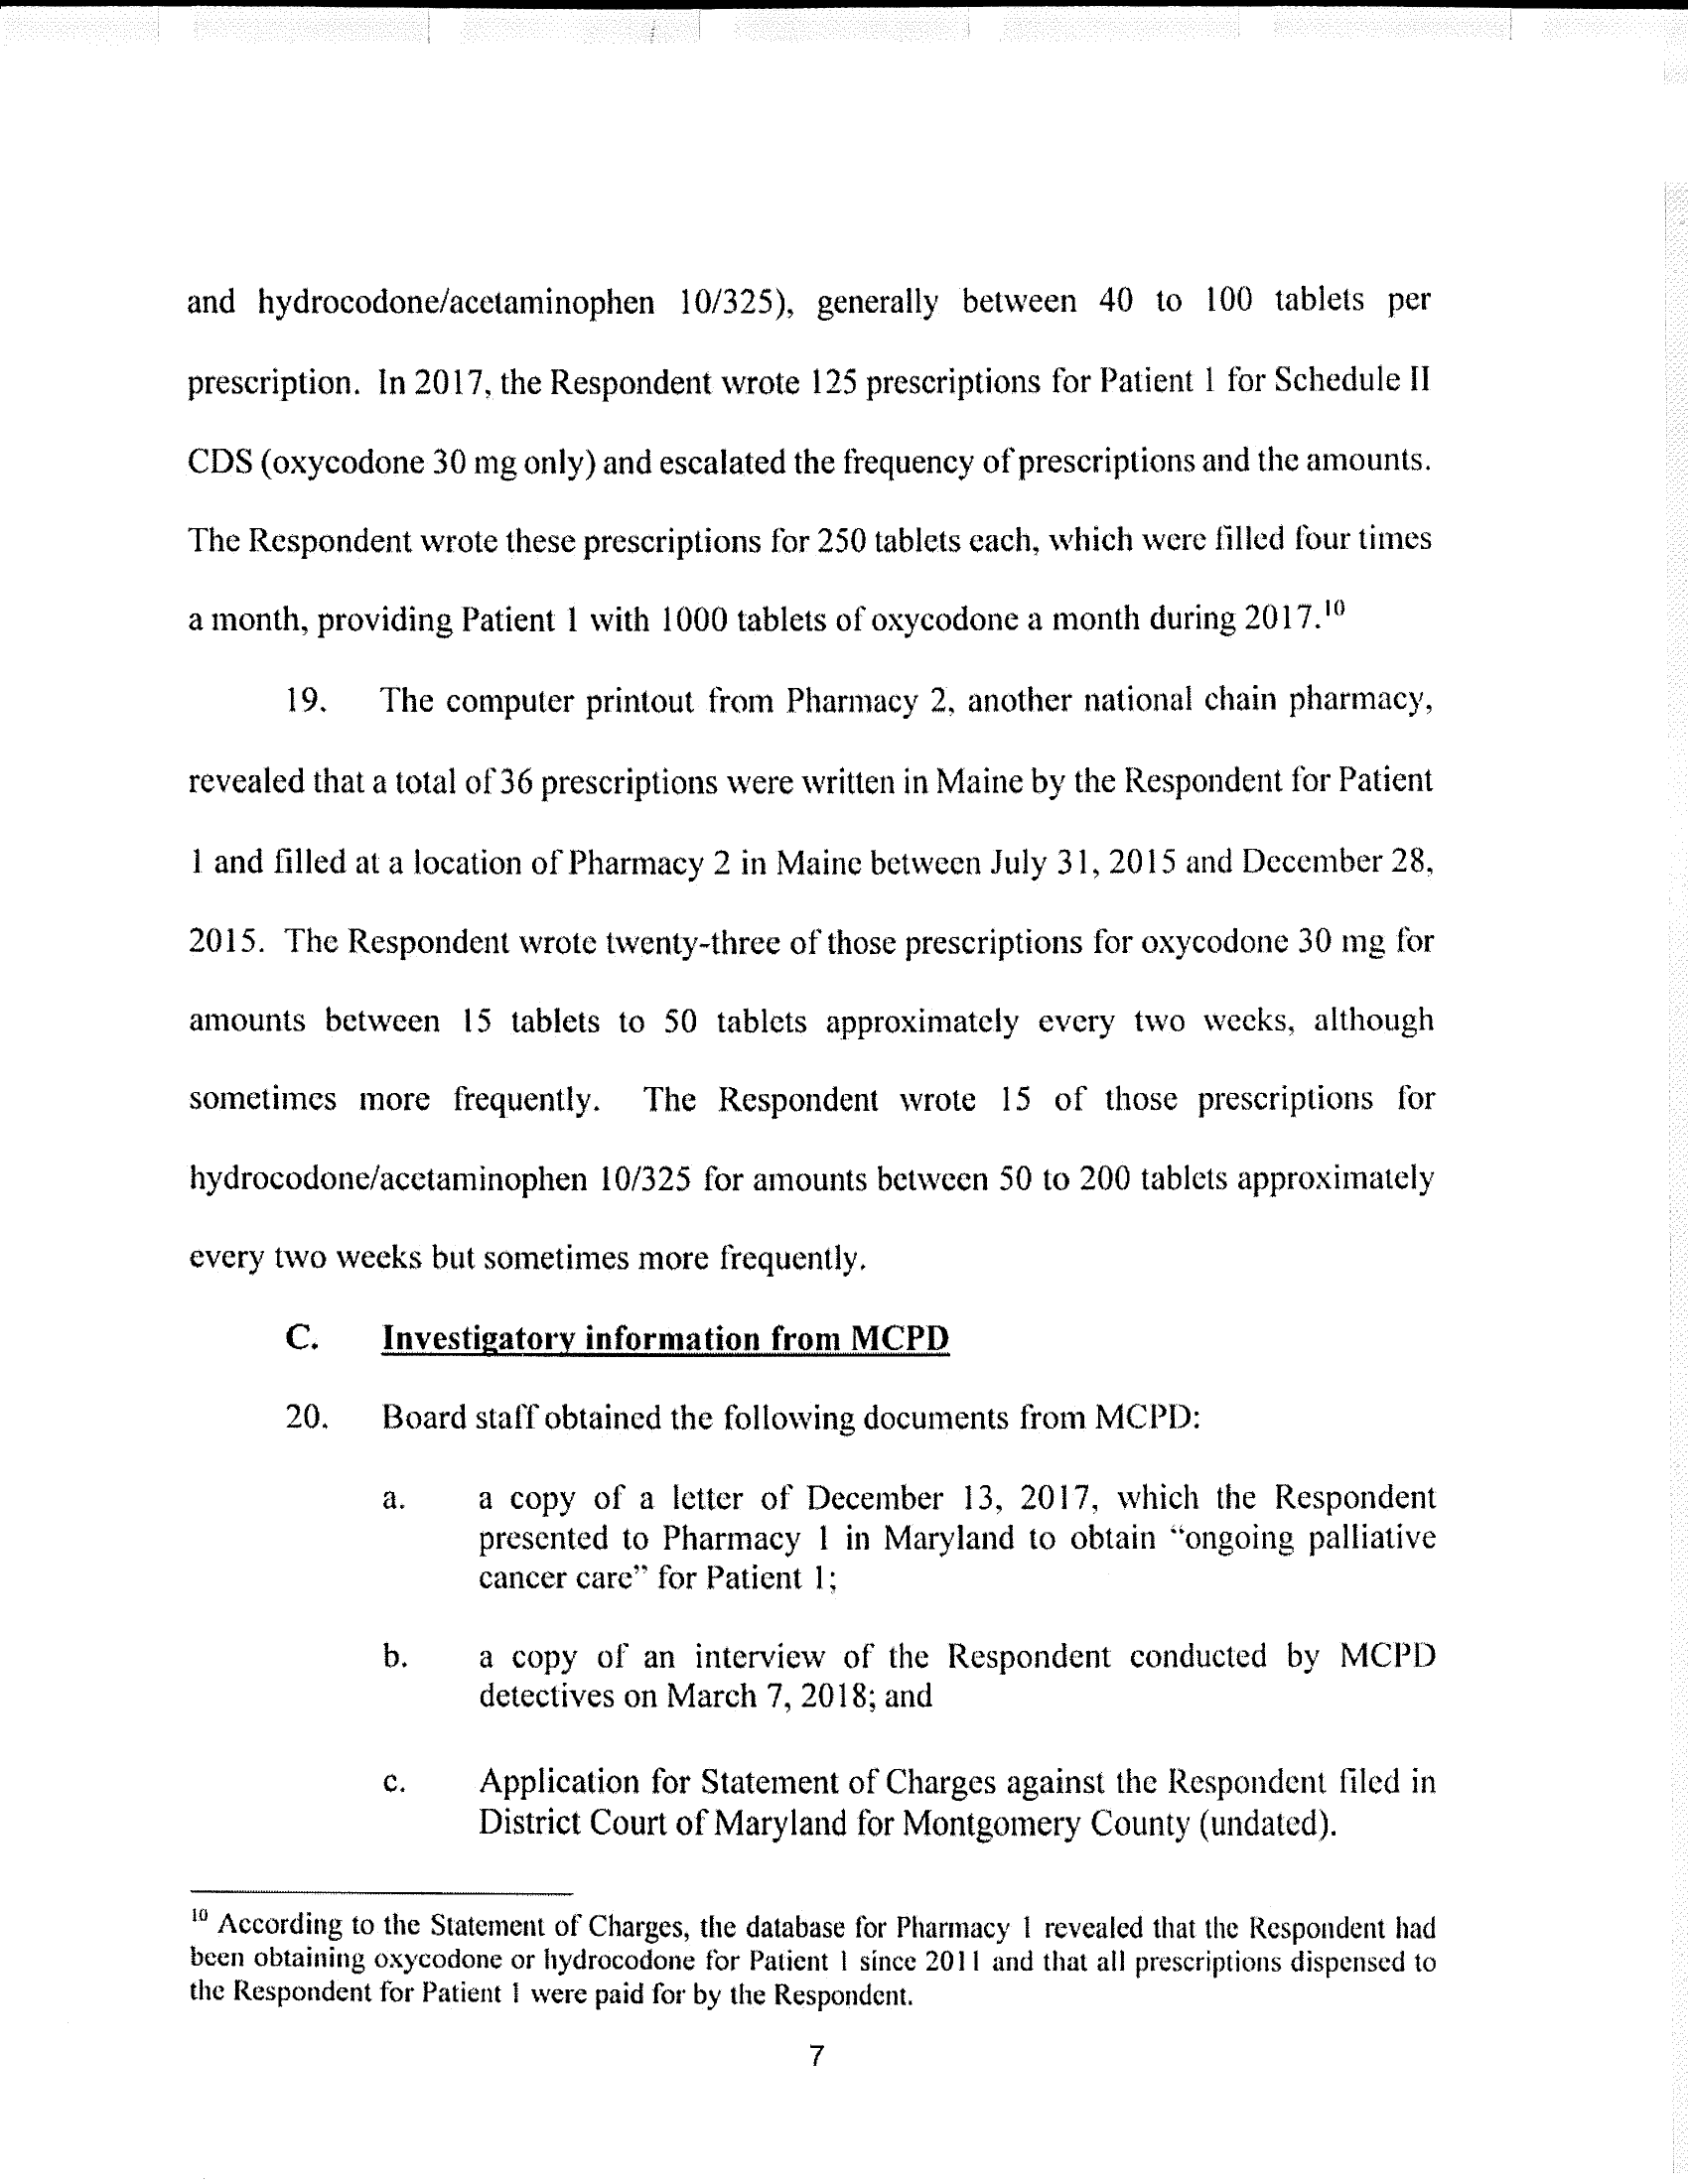 and hydrocodone/acetaminophen 10/325), generally between 40 to 100 tablets per
prescription. In 2017, the Respondent wrote 125 prescriptions for Patient 1 for Schedule II
CDS (oxycodone 30 mg only) and escalated the frequency of prescriptions and the amounts.
The Respondent wrote these prescriptions for 250 tablets each, which were filled four times
a month, providing Patient 1 with 1000 tablets of oxycodone a month during 2017.¹⁰
19. The computer printout from Pharmacy 2, another national chain pharmacy,
revealed that a total of 36 prescriptions were written in Maine by the Respondent for Patient
1 and filled at a location of Pharmacy 2 in Maine between July 31, 2015 and December 28,
2015. The Respondent wrote twenty-three of those prescriptions for oxycodone 30 mg for
amounts between 15 tablets to 50 tablets approximately every two weeks, although
sometimes more frequently. The Respondent wrote 15 of those prescriptions for
hydrocodone/acetaminophen 10/325 for amounts between 50 to 200 tablets approximately
every two weeks but sometimes more frequently.
C. Investigatory information from MCPD
20. Board staff obtained the following documents from MCPD:
a. a copy of a letter of December 13, 2017, which the Respondent
presented to Pharmacy 1 in Maryland to obtain “ongoing palliative
cancer care” for Patient 1;
b. a copy of an interview of the Respondent conducted by MCPD
detectives on March 7, 2018; and
c. Application for Statement of Charges against the Respondent filed in
District Court of Maryland for Montgomery County (undated).
¹⁰ According to the Statement of Charges, the database for Pharmacy 1 revealed that the Respondent had
been obtaining oxycodone or hydrocodone for Patient 1 since 2011 and that all prescriptions dispensed to
the Respondent for Patient 1 were paid for by the Respondent.
7